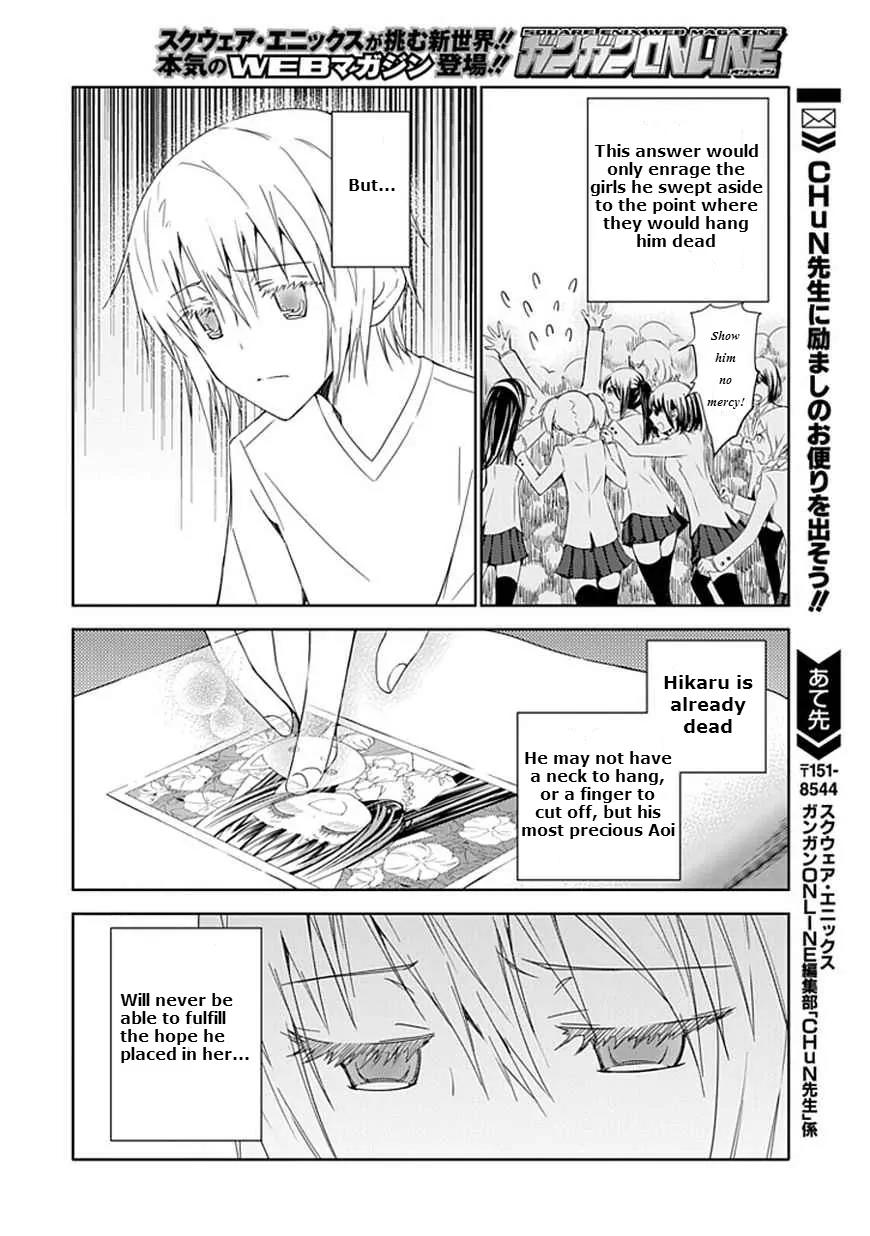 スクウェア・エニックスが挑む新世界!!
本気のWEBマガジン登場!!
SQUARE ENIX WEB MAGAZINE
ガンガンONLINE
オンライン
This answer would
only enrage the
girls he swept aside
to the point where
they would hang
him dead
Show
him
no
mercy!
But...
Hikaru is
already
dead
He may not have
a neck to hang,
or a finger to
cut off, but his
most precious Aoi
Will never be
able to fulfill
the hope he
placed in her...
CHuN先生に励ましのお便りを出そう!!
あて先
〒151-
8544
スクウェア・エニックス
ガンガンONLINE編集部「CHuN先生」係